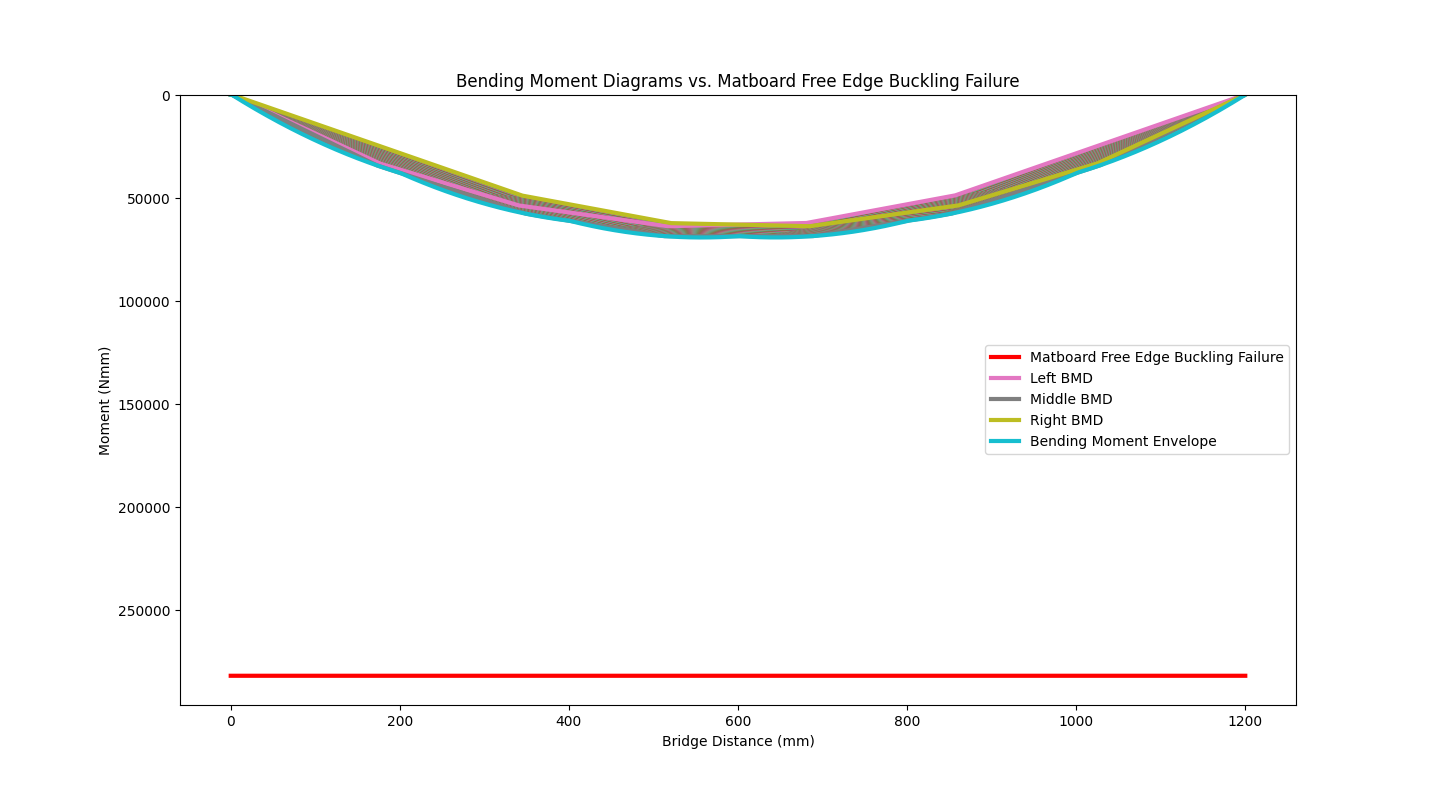 Bending Moment Diagrams vs. Matboard Free Edge Buckling Failure
0
50000
100000
150000
200000
250000
Moment (Nmm)
Matboard Free Edge Buckling Failure
Left BMD
Middle BMD
Right BMD
Bending Moment Envelope
0 200 400 600 800 1000 1200
Bridge Distance (mm)